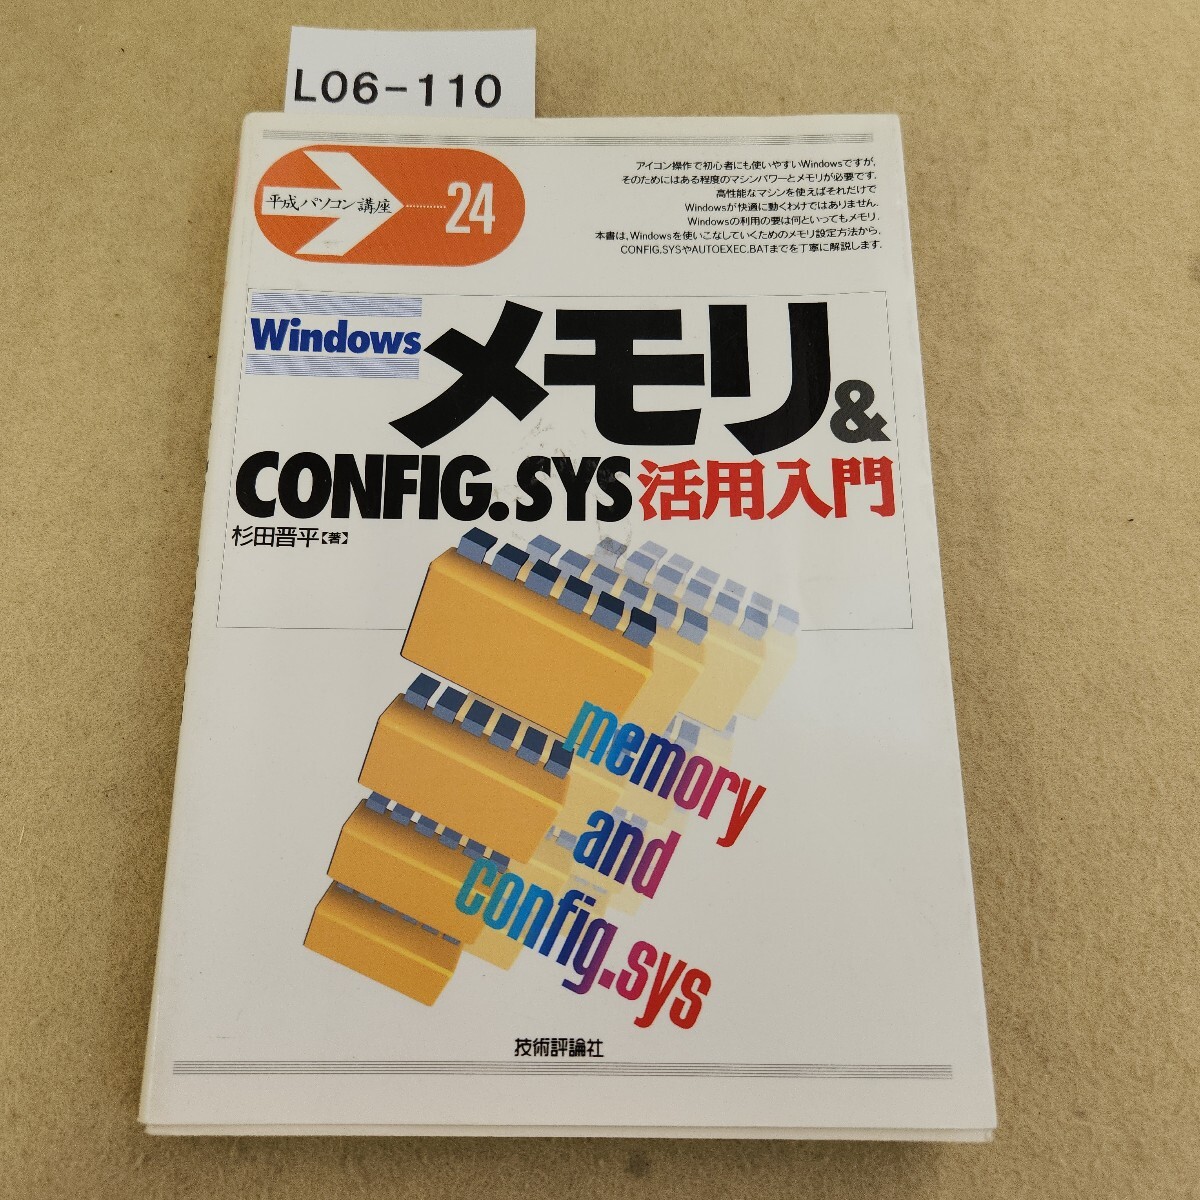 L06-110
平成パソコン講座 ……… 24
アイコン操作で初心者にも使いやすいWindowsですが,
そのためにはある程度のマシンパワーとメモリが必要です.
高性能なマシンを使えばそれだけで
Windowsが快適に動くわけではありません.
Windowsの利用の要は何といってもメモリ.
本書は,Windowsを使いこなしていくためのメモリ設定方法から,
CONFIG.SYSやAUTOEXEC.BATまでを丁寧に解説します.
Windows メモリ&
CONFIG.SYS活用入門
杉田晋平【著】
memory
and
config.sys
技術評論社